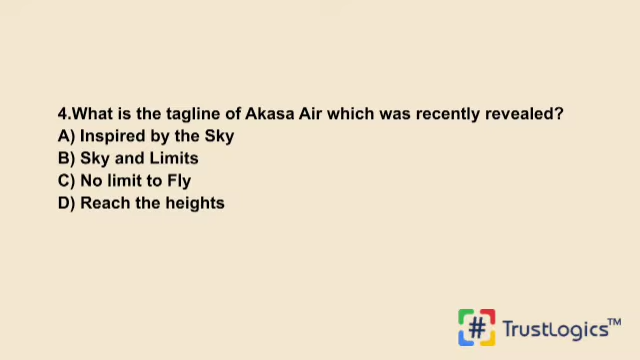 4.What is the tagline of Akasa Air which was recently revealed?
A) Inspired by the Sky
B) Sky and Limits
C) No limit to Fly
D) Reach the heights
# TrustLogics™